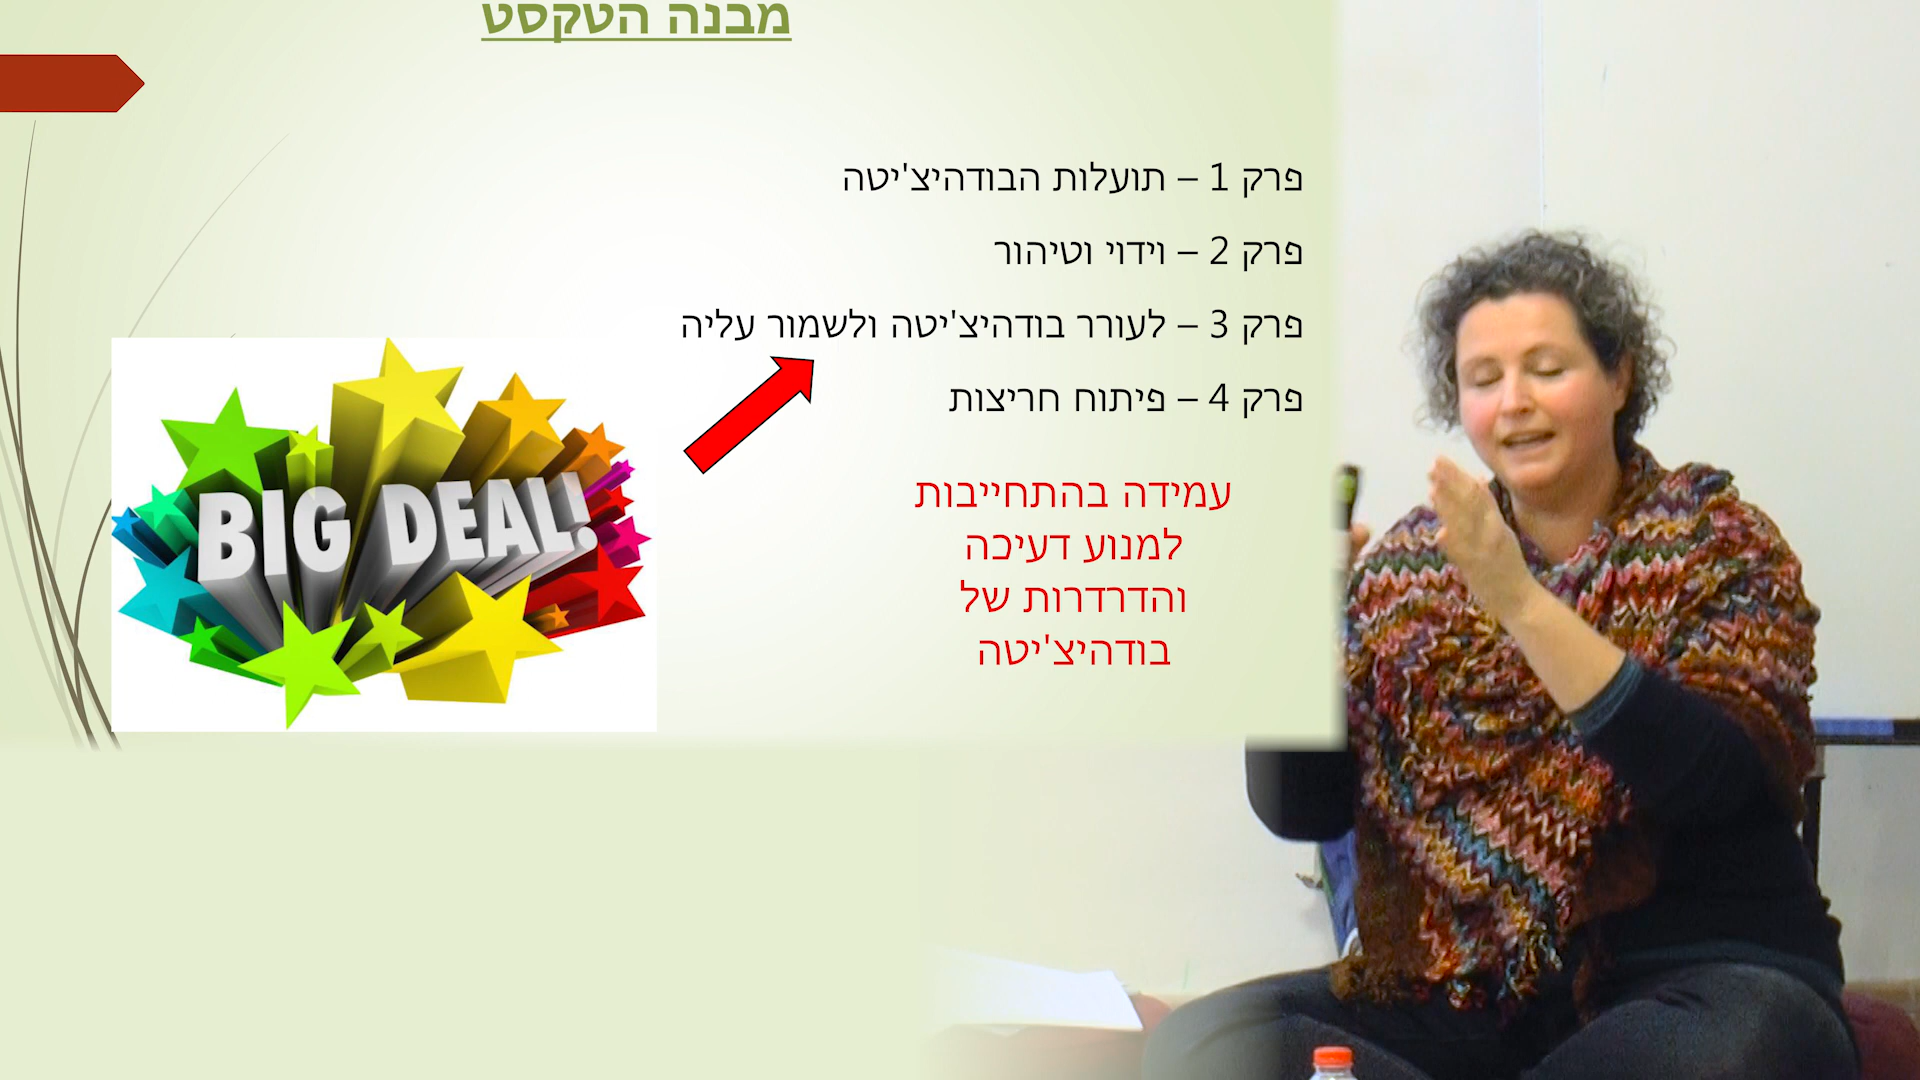 מבנה הטקסט
פרק 1 – תועלות הבודהיצ'יטה
פרק 2 – וידוי וטיהור
פרק 3 – לעורר בודהיצ'יטה ולשמור עליה
פרק 4 – פיתוח חריצות
BIG DEAL!
עמידה בהתחייבות
למנוע דעיכה
והדרדרות של
בודהיצ'יטה